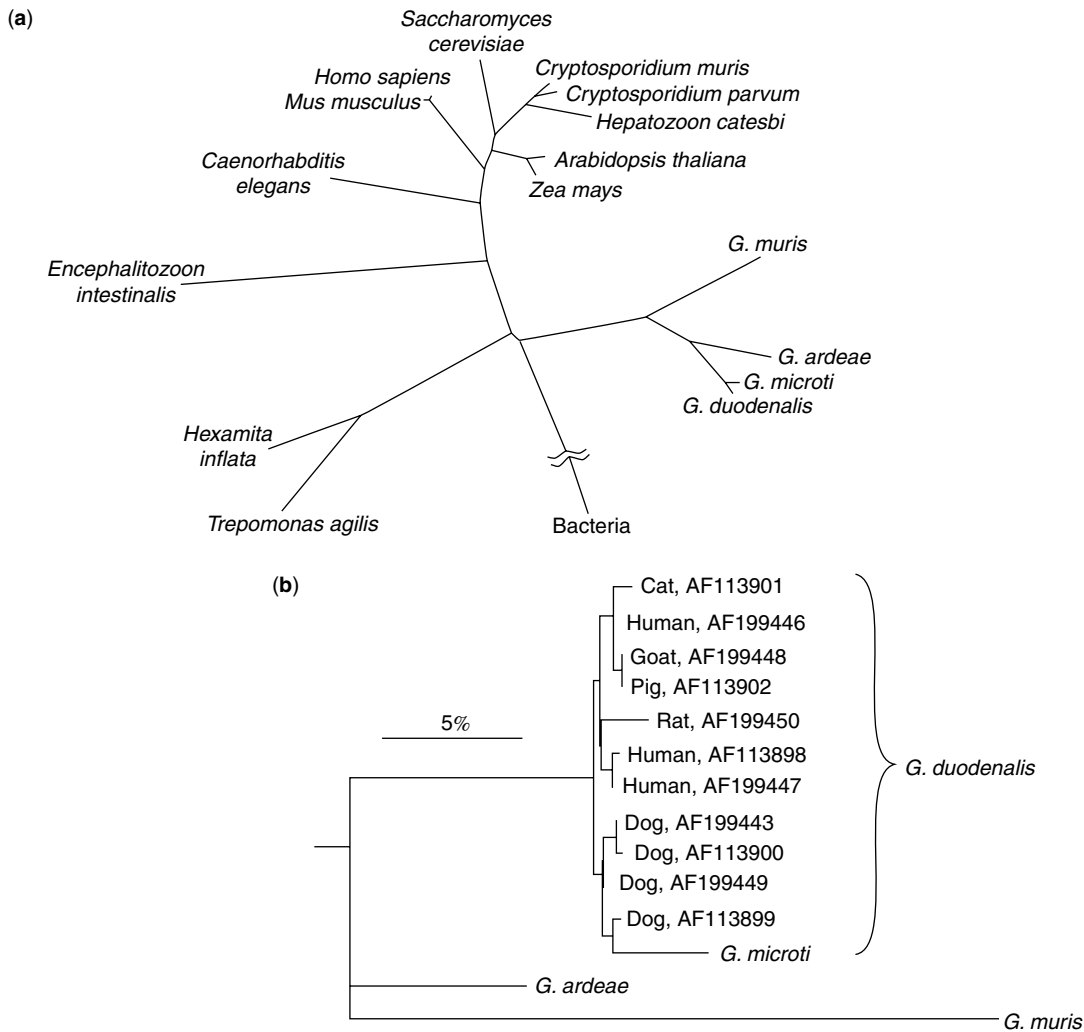 (a)
Saccharomyces
cerevisiae
Homo sapiens
Mus musculus
Cryptosporidium muris
Cryptosporidium parvum
Hepatozoon catesbi
Caenorhabditis
elegans
Arabidopsis thaliana
Zea mays
G. muris
Encephalitozoon
intestinalis
G. ardeae
G. microti
G. duodenalis
Hexamita
inflata
Trepomonas agilis
Bacteria
(b)
Cat, AF113901
Human, AF199446
Goat, AF199448
Pig, AF113902
5%
Rat, AF199450
Human, AF113898
Human, AF199447
G. duodenalis
Dog, AF199443
Dog, AF113900
Dog, AF199449
Dog, AF113899
G. microti
G. ardeae
G. muris